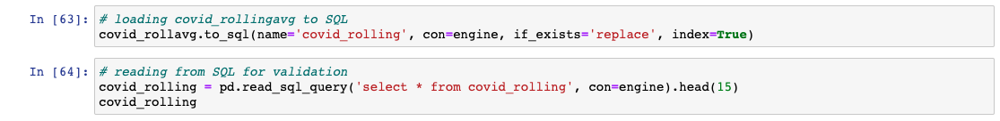 In [63]: # loading covid_rollingavg to SQL
covid_rollavg.to_sql(name='covid_rolling', con=engine, if_exists='replace', index=True)
In [64]: # reading from SQL for validation
covid_rolling = pd.read_sql_query('select * from covid_rolling', con=engine).head(15)
covid_rolling